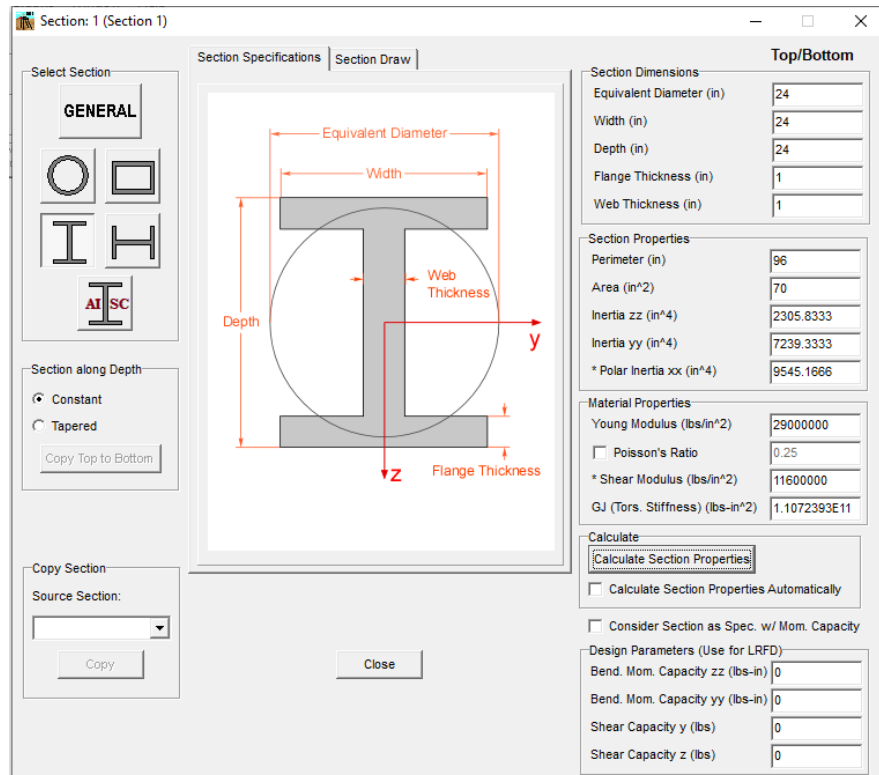 Section: 1 (Section 1)
Select Section
GENERAL
AI SC
Section along Depth
Constant
Tapered
Copy Top to Bottom
Copy Section
Source Section:
Copy
Section Specifications
Section Draw
Equivalent Diameter
Width
Web
Thickness
Depth
y
z
Flange Thickness
Close
Top/Bottom
Section Dimensions
Equivalent Diameter (in) 24
Width (in) 24
Depth (in) 24
Flange Thickness (in) 1
Web Thickness (in) 1
Section Properties
Perimeter (in) 96
Area (in^2) 70
Inertia zz (in^4) 2305.8333
Inertia yy (in^4) 7239.3333
* Polar Inertia xx (in^4) 9545.1666
Material Properties
Young Modulus (lbs/in^2) 29000000
Poisson's Ratio 0.25
* Shear Modulus (lbs/in^2) 11600000
GJ (Tors. Stiffness) (lbs-in^2) 1.1072393E11
Calculate
Calculate Section Properties
Calculate Section Properties Automatically
Consider Section as Spec. w/ Mom. Capacity
Design Parameters (Use for LRFD)
Bend. Mom. Capacity zz (lbs-in) 0
Bend. Mom. Capacity yy (lbs-in) 0
Shear Capacity y (lbs) 0
Shear Capacity z (lbs) 0